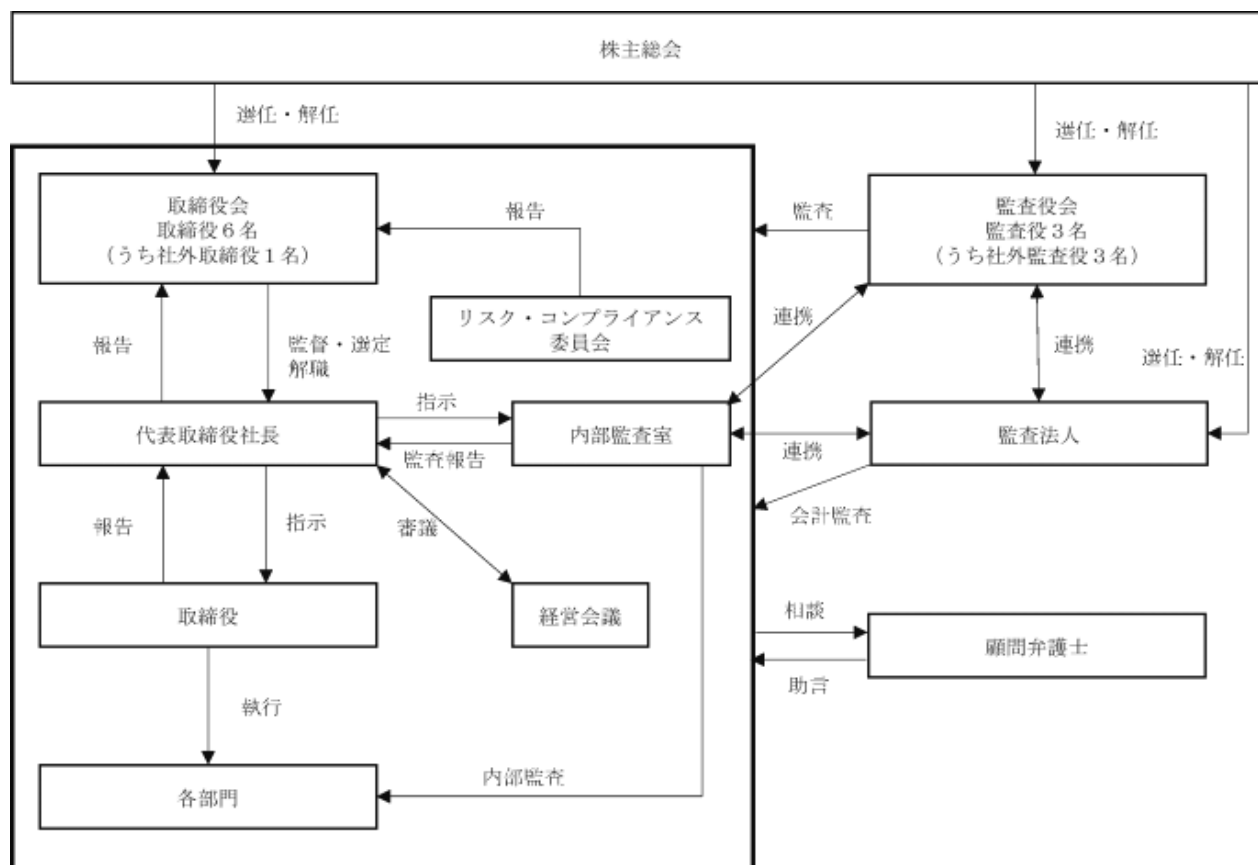 株主総会
選任・解任
選任・解任
取締役会
取締役6名
（うち社外取締役1名）
報告
監査
監査役会
監査役3名
（うち社外監査役3名）
リスク・コンプライアンス
委員会
連携
報告
監督・選定
解職
連携
選任・解任
代表取締役社長
指示
監査報告
内部監査室
連携
監査法人
会計監査
報告
指示
審議
取締役
経営会議
相談
助言
顧問弁護士
執行
各部門
内部監査